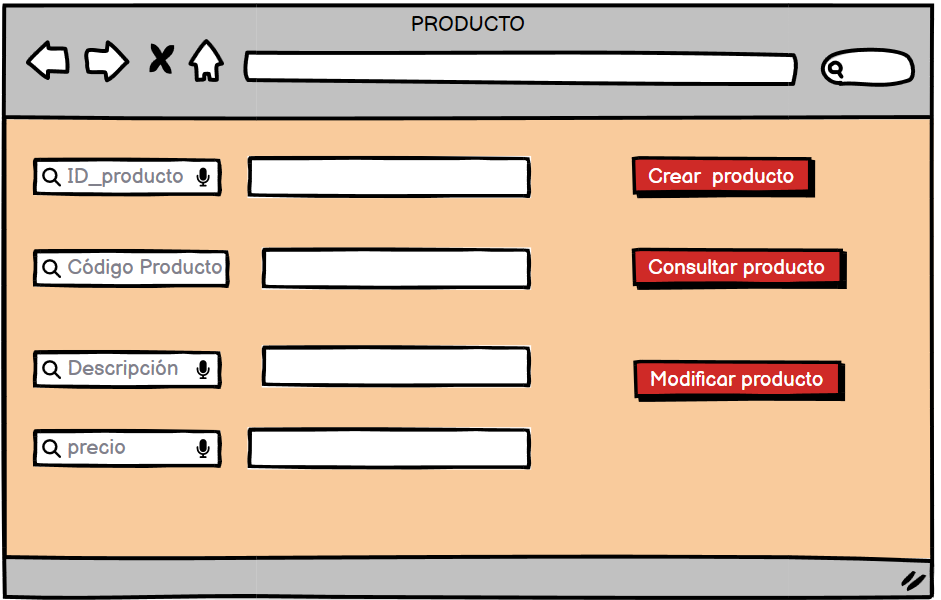 PRODUCTO
ID_producto
Crear producto
Código Producto
Consultar producto
Descripción
Modificar producto
precio